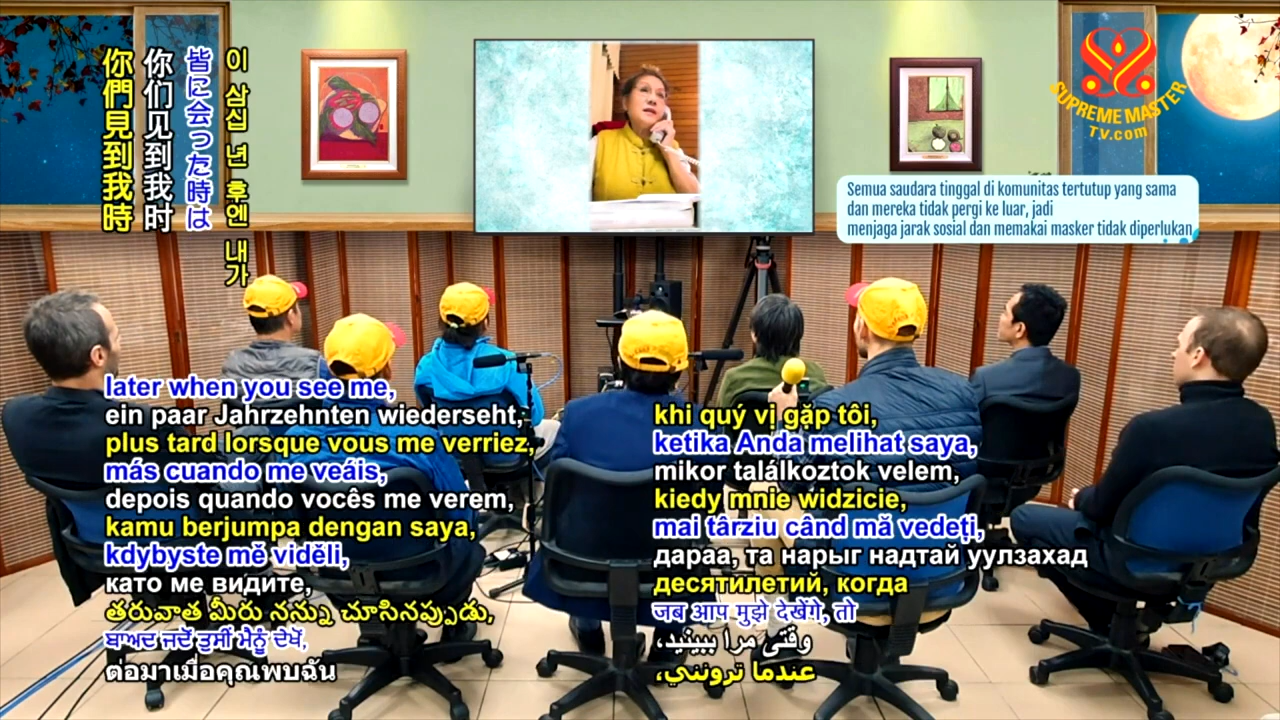 이 삼십 년 후엔 내가
皆に会った時は
你们见到我时
你們見到我時
SUPREME MASTER
TV.com
Semua saudara tinggal di komunitas tertutup yang sama
dan mereka tidak pergi ke luar, jadi
menjaga jarak sosial dan memakai masker tidak diperlukan
later when you see me,
ein paar Jahrzehnten wiederseht,
plus tard lorsque vous me verriez,
más cuando me veáis,
depois quando vocês me verem,
kamu berjumpa dengan saya,
kdybyste mě viděli,
като ме видите,
తరువాత మీరు నన్ను చూసినప్పుడు,
ਬਾਅਦ ਜਦੋਂ ਤੁਸੀਂ ਮੈਨੂੰ ਦੇਖੋਂ,
ต่อมาเมื่อคุณพบฉัน
khi quý vị gặp tôi,
ketika Anda melihat saya,
mikor találkoztok velem,
kiedy mnie widzicie,
mai târziu când mă vedeți,
дараа, та нарыг надтай уулзахад
десятилетий, когда
जब आप मुझे देखेंगे, तो
وقتی مرا ببینید،
عندما ترونني،